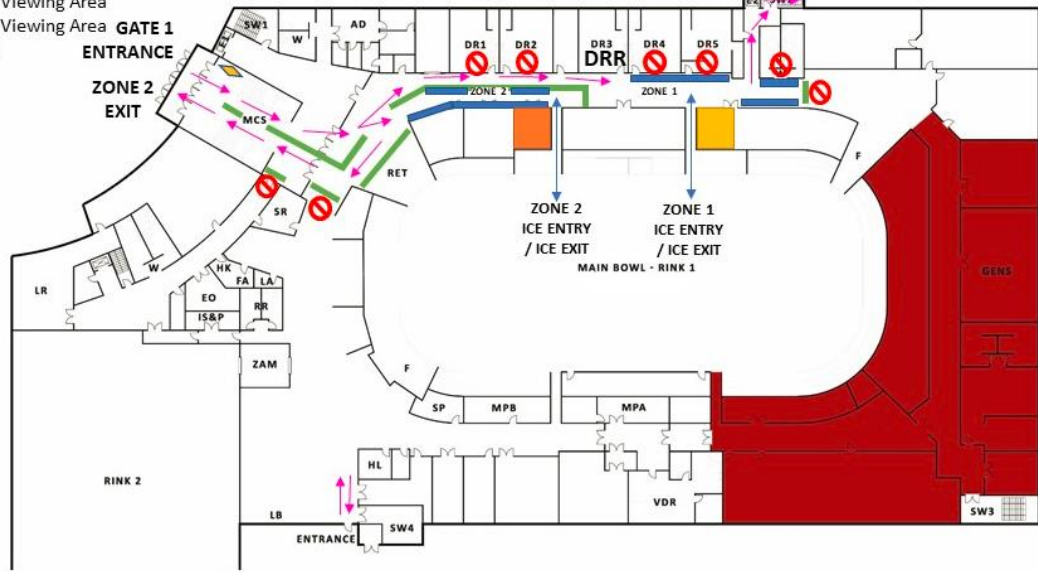 Viewing Area
Viewing Area
GATE 1
ENTRANCE
ZONE 2
EXIT
SW1
W
AD
E1
DR1
DR2
DR3
DRR
DR4
DR5
MCS
ZONE 2
ZONE 1
RET
F
SR
ZONE 2
ICE ENTRY
/ ICE EXIT
ZONE 1
ICE ENTRY
/ ICE EXIT
MAIN BOWL - RINK 1
GENS
W
HK
FA
LA
LR
EO
RR
IS&P
ZAM
F
SP
MPB
MPA
HL
RINK 2
LB
VDR
SW3
SW4
ENTRANCE